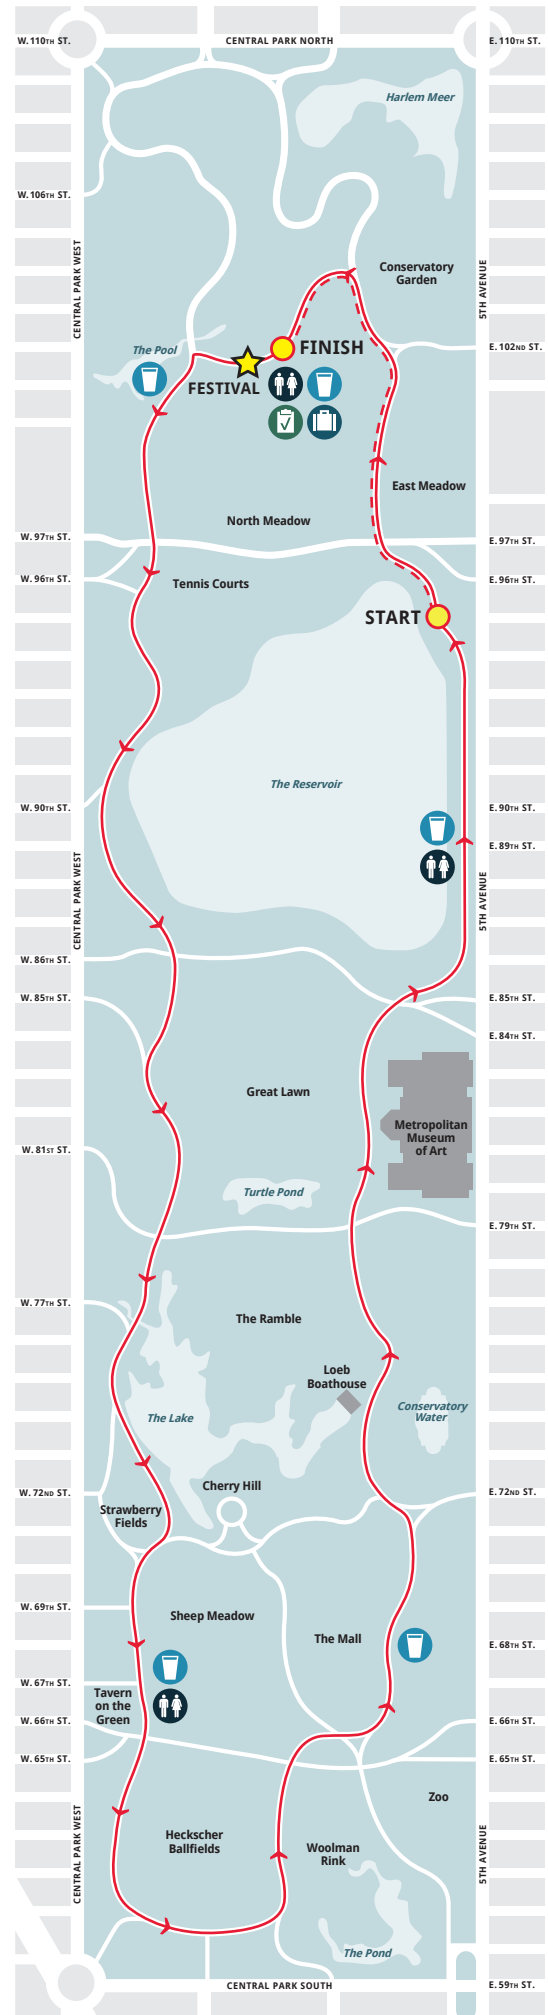 W. 110TH ST.
CENTRAL PARK NORTH
E. 110TH ST.
Harlem Meer
W. 106TH ST.
CENTRAL PARK WEST
5TH AVENUE
Conservatory
Garden
The Pool
FINISH
E. 102ND ST.
FESTIVAL
East Meadow
North Meadow
W. 97TH ST.
E. 97TH ST.
W. 96TH ST.
Tennis Courts
E. 96TH ST.
START
The Reservoir
W. 90TH ST.
E. 90TH ST.
E. 89TH ST.
CENTRAL PARK WEST
5TH AVENUE
W. 86TH ST.
W. 85TH ST.
E. 85TH ST.
E. 84TH ST.
Great Lawn
Metropolitan
Museum
of Art
W. 81ST ST.
Turtle Pond
E. 79TH ST.
W. 77TH ST.
The Ramble
Loeb
Boathouse
The Lake
Conservatory
Water
Cherry Hill
W. 72ND ST.
E. 72ND ST.
Strawberry
Fields
W. 69TH ST.
Sheep Meadow
The Mall
E. 68TH ST.
W. 67TH ST.
Tavern
on the
Green
W. 66TH ST.
E. 66TH ST.
W. 65TH ST.
E. 65TH ST.
Zoo
CENTRAL PARK WEST
5TH AVENUE
Heckscher
Ballfields
Woolman
Rink
The Pond
CENTRAL PARK SOUTH
E. 59TH ST.